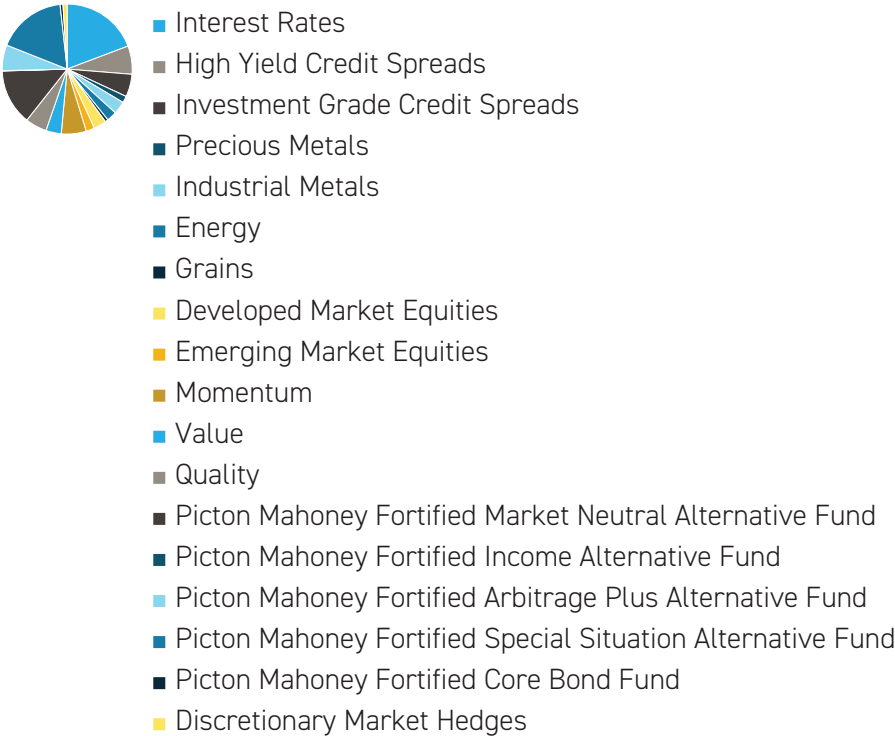 Interest Rates
High Yield Credit Spreads
Investment Grade Credit Spreads
Precious Metals
Industrial Metals
Energy
Grains
Developed Market Equities
Emerging Market Equities
Momentum
Value
Quality
Picton Mahoney Fortified Market Neutral Alternative Fund
Picton Mahoney Fortified Income Alternative Fund
Picton Mahoney Fortified Arbitrage Plus Alternative Fund
Picton Mahoney Fortified Special Situation Alternative Fund
Picton Mahoney Fortified Core Bond Fund
Discretionary Market Hedges